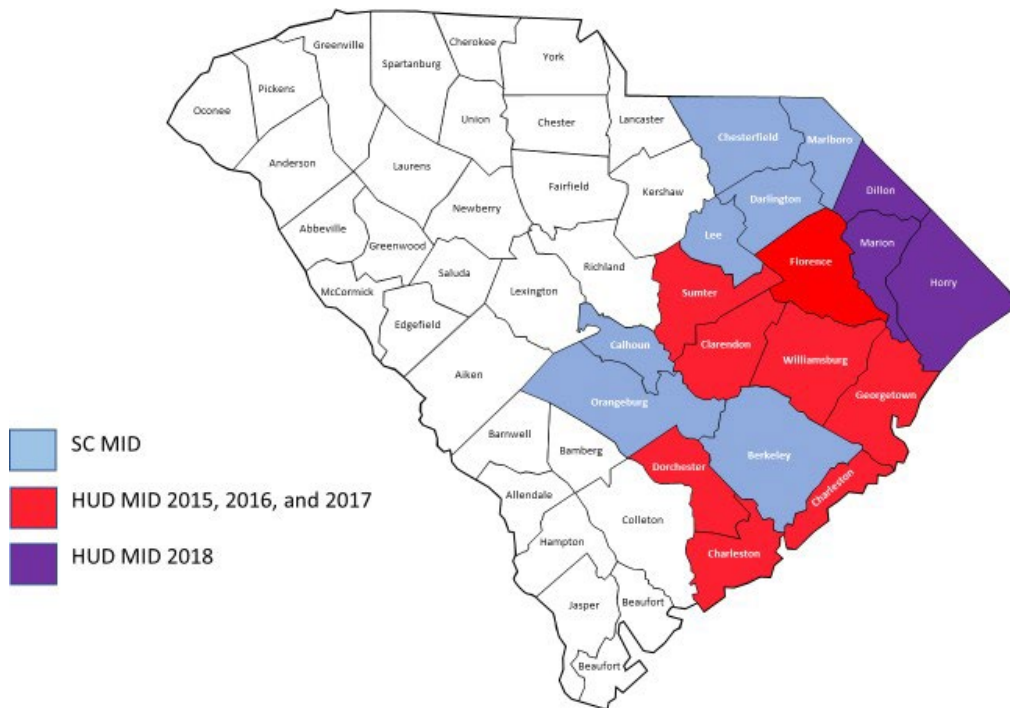 Cherokee
Greenville
York
Spartanburg
Pickens
Oconee
Union
Chester
Lancaster
Chesterfield
Marlboro
Anderson
Laurens
Fairfield
Kershaw
Darlington
Dillon
Newberry
Abbeville
Greenwood
Lee
Marion
Saluda
Richland
Florence
McCormick
Lexington
Sumter
Horry
Edgefield
Calhoun
Clarendon
Williamsburg
Aiken
Georgetown
Orangeburg
SC MID
Barnwell
Bamberg
Berkeley
Dorchester
Charleston
HUD MID 2015, 2016, and 2017
Allendale
Colleton
Hampton
Charleston
HUD MID 2018
Jasper
Beaufort
Beaufort